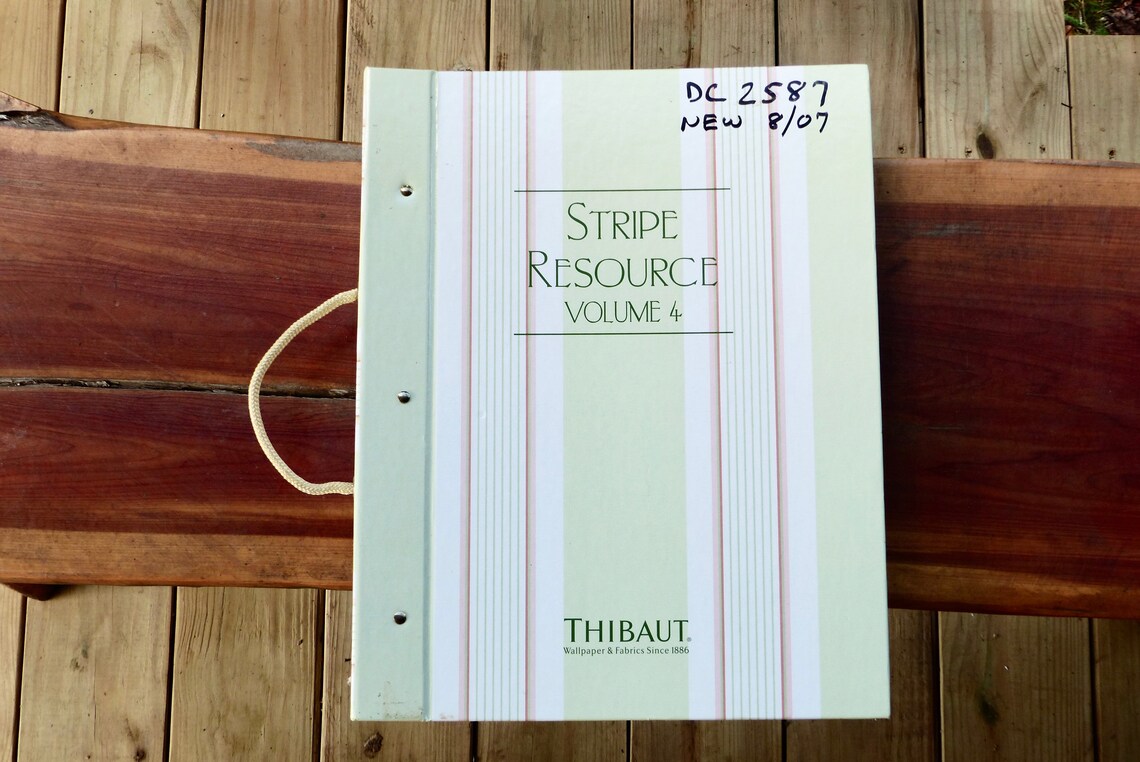 DC 2587
NEW 8/07
STRIPE
RESOURCE
VOLUME 4
THIBAUT®
Wallpaper & Fabrics Since 1886